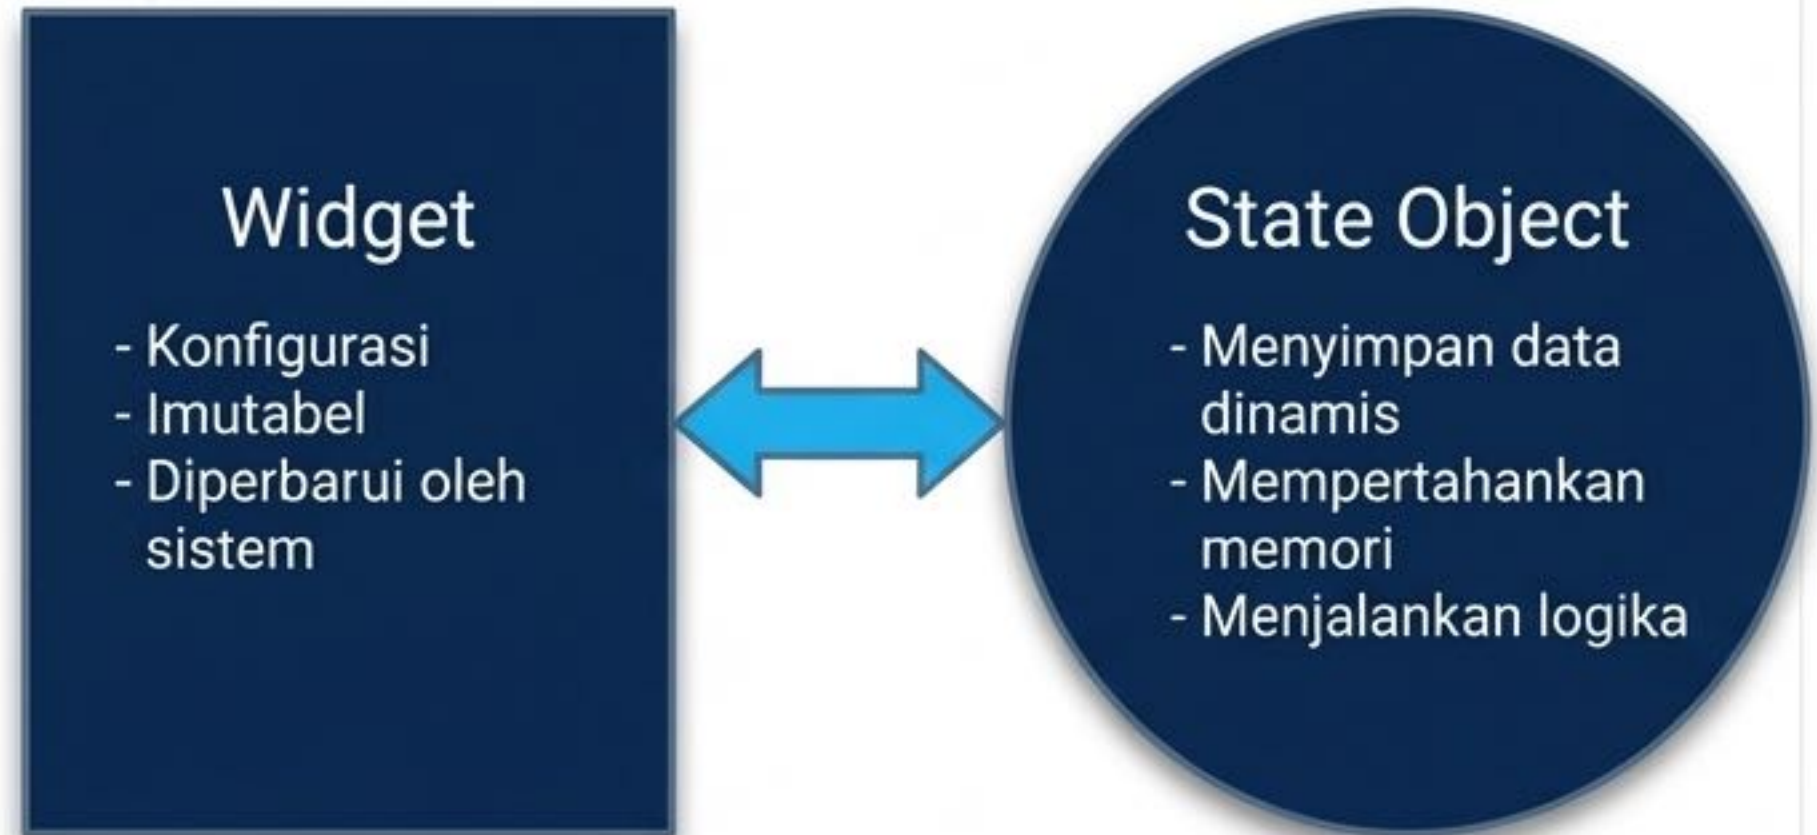 Widget
- Konfigurasi
- Imutabel
- Diperbarui oleh
sistem
State Object
- Menyimpan data
dinamis
- Mempertahankan
memori
- Menjalankan logika